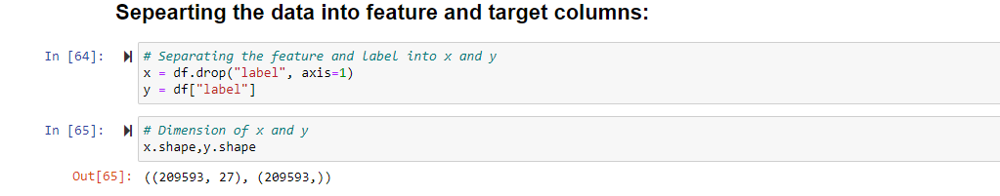 Sepearting the data into feature and target columns:
In [64]:
# Separating the feature and label into x and y
x = df.drop("label", axis=1)
y = df["label"]
In [65]:
# Dimension of x and y
x.shape,y.shape
Out[65]: ((209593, 27), (209593,))